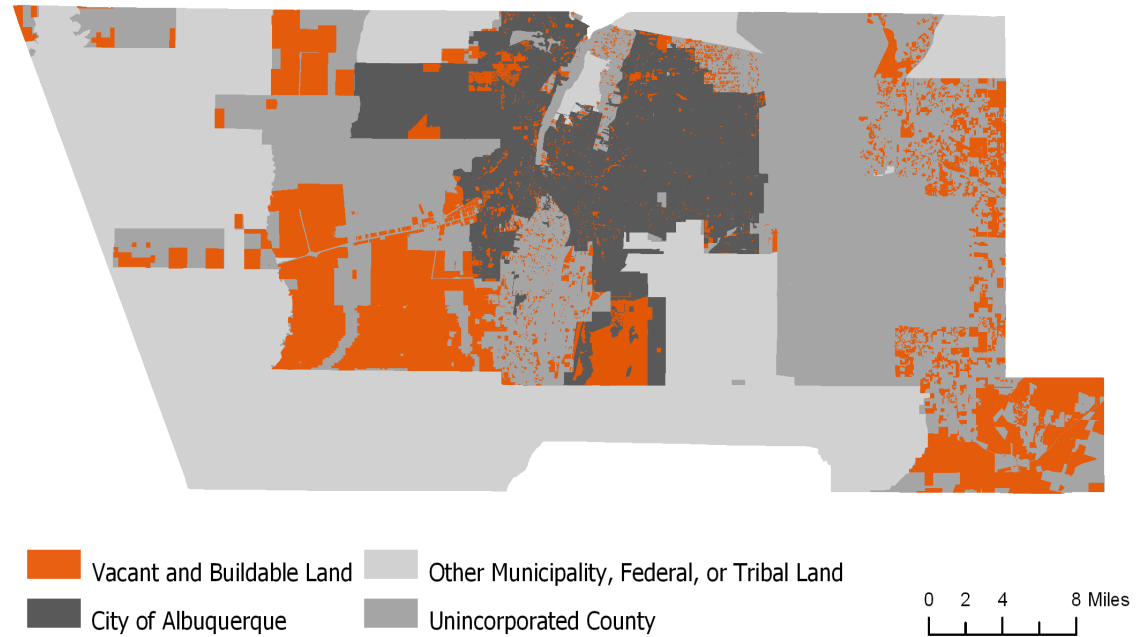 Vacant and Buildable Land
Other Municipality, Federal, or Tribal Land
City of Albuquerque
Unincorporated County
0 2 4 8 Miles